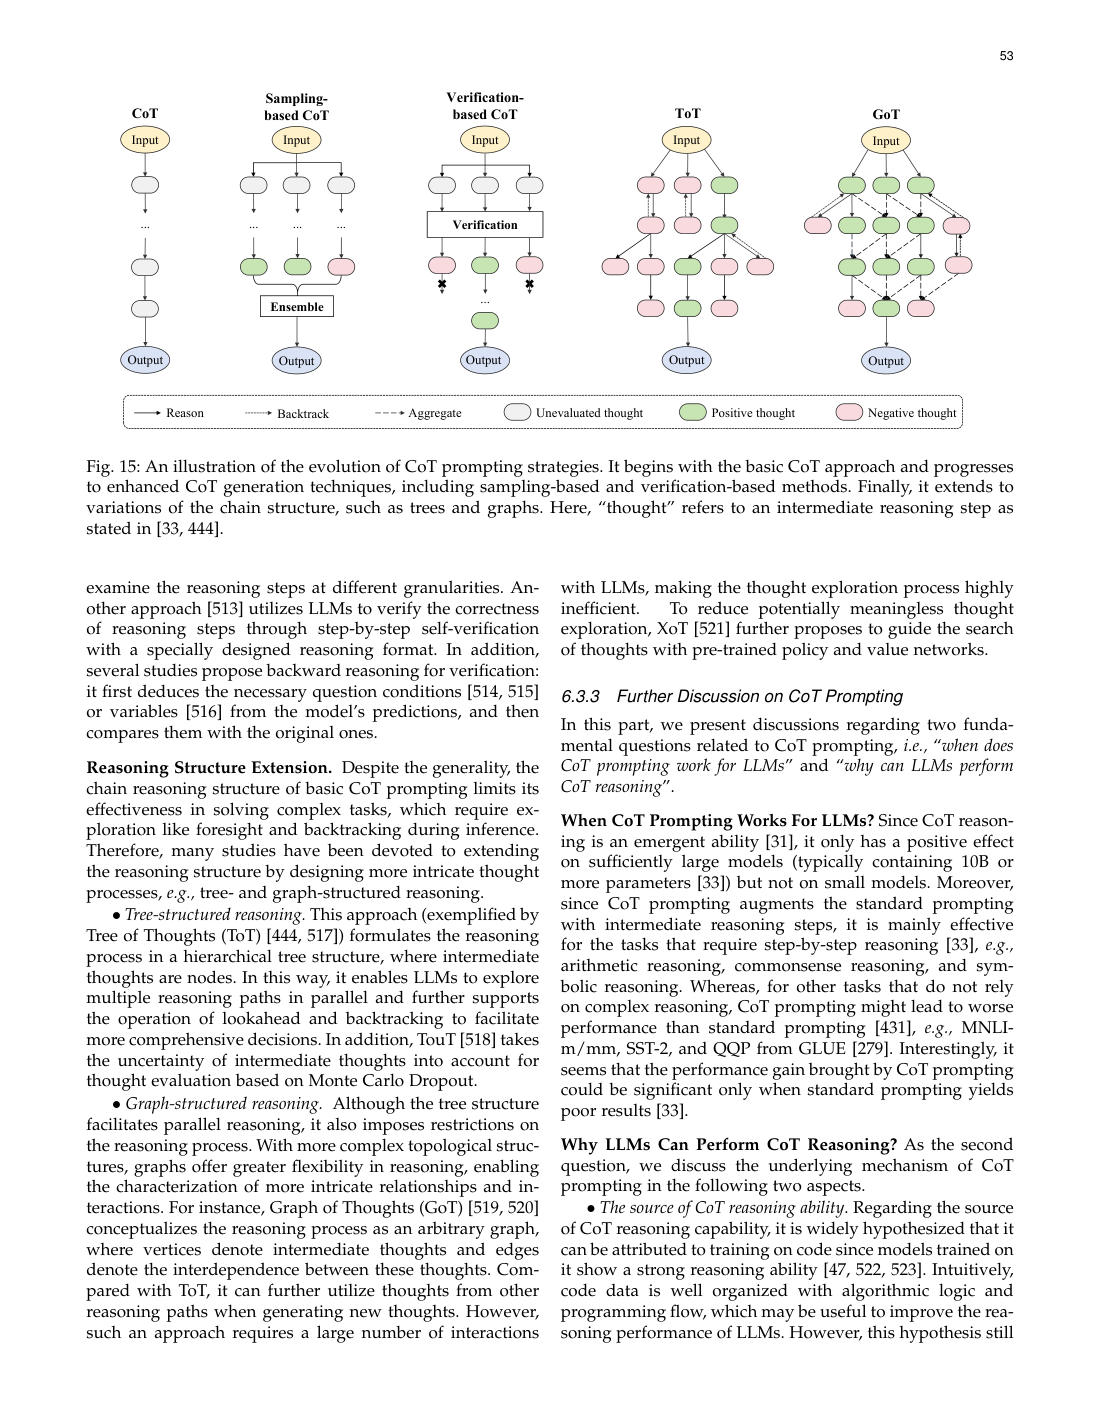 53
CoT
Sampling-
based CoT
Verification-
based CoT
ToT
GoT
Input
Input
Input
Input
Input
...
...
...
...
Verification
...
Ensemble
Output
Output
Output
Output
Output
Reason
Backtrack
Aggregate
Unevaluated thought
Positive thought
Negative thought
Fig. 15: An illustration of the evolution of CoT prompting strategies. It begins with the basic CoT approach and progresses
to enhanced CoT generation techniques, including sampling-based and verification-based methods. Finally, it extends to
variations of the chain structure, such as trees and graphs. Here, “thought” refers to an intermediate reasoning step as
stated in [33, 444].
examine the reasoning steps at different granularities. An-
other approach [513] utilizes LLMs to verify the correctness
of reasoning steps through step-by-step self-verification
with a specially designed reasoning format. In addition,
several studies propose backward reasoning for verification:
it first deduces the necessary question conditions [514, 515]
or variables [516] from the model’s predictions, and then
compares them with the original ones.
Reasoning Structure Extension. Despite the generality, the
chain reasoning structure of basic CoT prompting limits its
effectiveness in solving complex tasks, which require ex-
ploration like foresight and backtracking during inference.
Therefore, many studies have been devoted to extending
the reasoning structure by designing more intricate thought
processes, e.g., tree- and graph-structured reasoning.
• Tree-structured reasoning. This approach (exemplified by
Tree of Thoughts (ToT) [444, 517]) formulates the reasoning
process in a hierarchical tree structure, where intermediate
thoughts are nodes. In this way, it enables LLMs to explore
multiple reasoning paths in parallel and further supports
the operation of lookahead and backtracking to facilitate
more comprehensive decisions. In addition, TouT [518] takes
the uncertainty of intermediate thoughts into account for
thought evaluation based on Monte Carlo Dropout.
• Graph-structured reasoning. Although the tree structure
facilitates parallel reasoning, it also imposes restrictions on
the reasoning process. With more complex topological struc-
tures, graphs offer greater flexibility in reasoning, enabling
the characterization of more intricate relationships and in-
teractions. For instance, Graph of Thoughts (GoT) [519, 520]
conceptualizes the reasoning process as an arbitrary graph,
where vertices denote intermediate thoughts and edges
denote the interdependence between these thoughts. Com-
pared with ToT, it can further utilize thoughts from other
reasoning paths when generating new thoughts. However,
such an approach requires a large number of interactions
with LLMs, making the thought exploration process highly
inefficient. To reduce potentially meaningless thought
exploration, XoT [521] further proposes to guide the search
of thoughts with pre-trained policy and value networks.
6.3.3 Further Discussion on CoT Prompting
In this part, we present discussions regarding two funda-
mental questions related to CoT prompting, i.e., “when does
CoT prompting work for LLMs” and “why can LLMs perform
CoT reasoning”.
When CoT Prompting Works For LLMs? Since CoT reason-
ing is an emergent ability [31], it only has a positive effect
on sufficiently large models (typically containing 10B or
more parameters [33]) but not on small models. Moreover,
since CoT prompting augments the standard prompting
with intermediate reasoning steps, it is mainly effective
for the tasks that require step-by-step reasoning [33], e.g.,
arithmetic reasoning, commonsense reasoning, and sym-
bolic reasoning. Whereas, for other tasks that do not rely
on complex reasoning, CoT prompting might lead to worse
performance than standard prompting [431], e.g., MNLI-
m/mm, SST-2, and QQP from GLUE [279]. Interestingly, it
seems that the performance gain brought by CoT prompting
could be significant only when standard prompting yields
poor results [33].
Why LLMs Can Perform CoT Reasoning? As the second
question, we discuss the underlying mechanism of CoT
prompting in the following two aspects.
• The source of CoT reasoning ability. Regarding the source
of CoT reasoning capability, it is widely hypothesized that it
can be attributed to training on code since models trained on
it show a strong reasoning ability [47, 522, 523]. Intuitively,
code data is well organized with algorithmic logic and
programming flow, which may be useful to improve the rea-
soning performance of LLMs. However, this hypothesis still